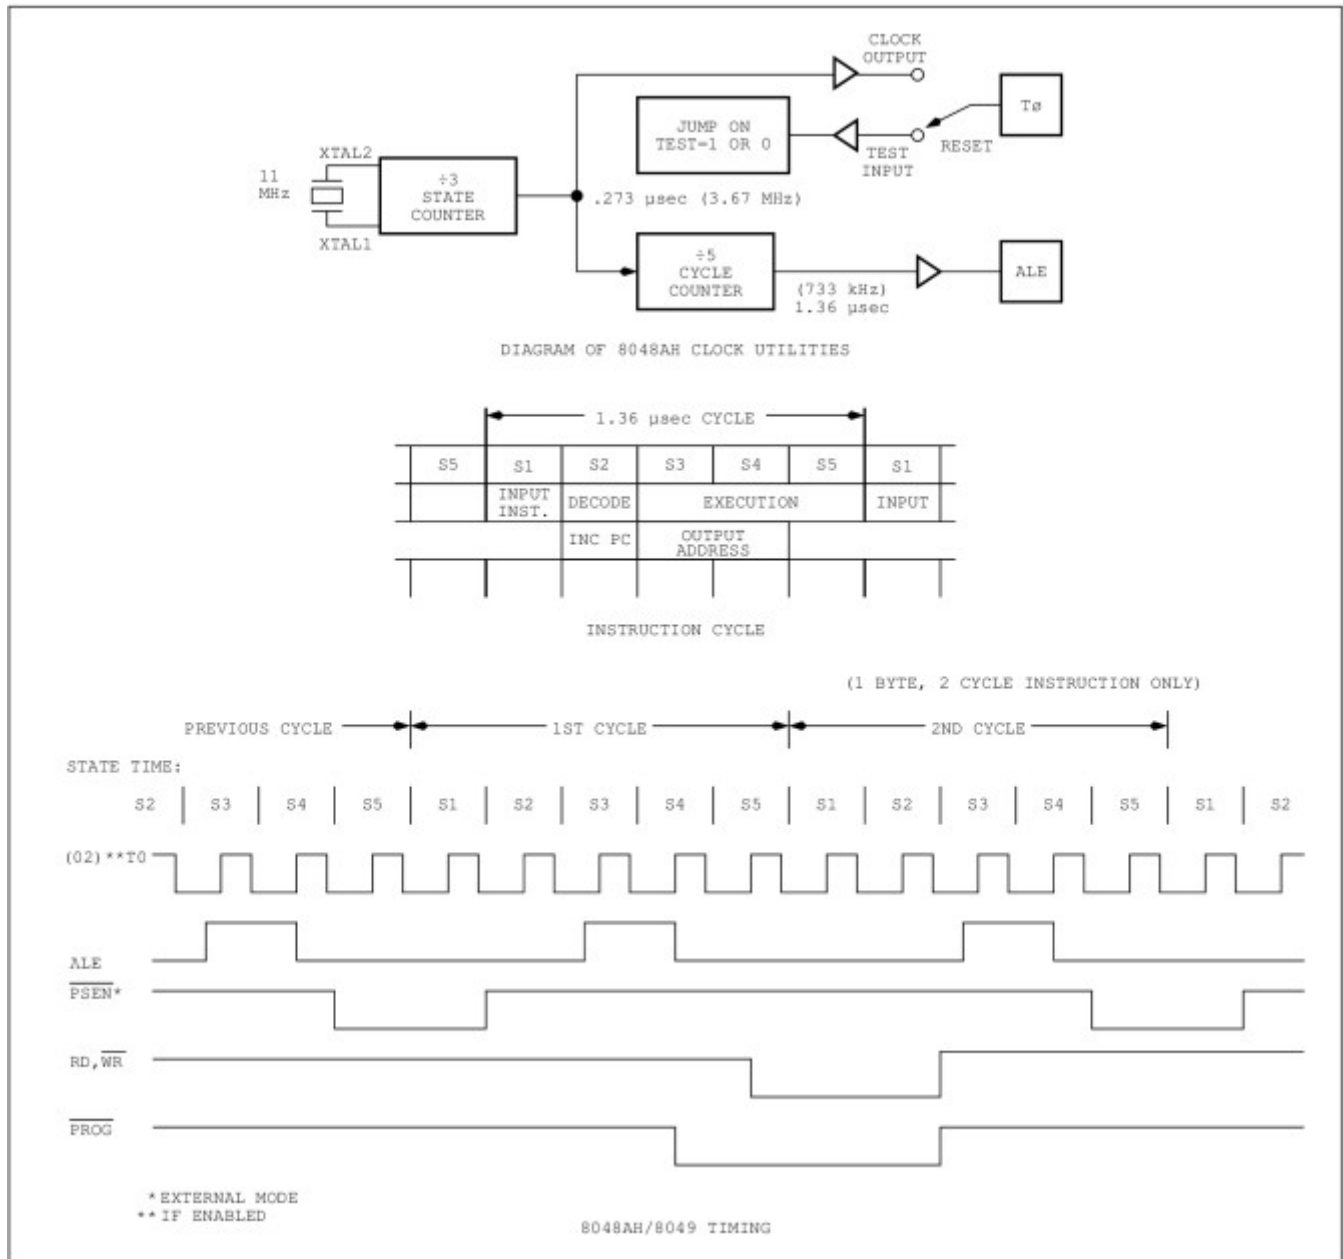 CLOCK
OUTPUT
JUMP ON
TEST=1 OR 0
TEST
INPUT
RESET
Tø
11
MHz
XTAL2
XTAL1
÷3
STATE
COUNTER
.273 µsec (3.67 MHz)
÷5
CYCLE
COUNTER
(733 kHz)
1.36 µsec
ALE
DIAGRAM OF 8048AH CLOCK UTILITIES
1.36 µsec CYCLE
S5 S1 S2 S3 S4 S5 S1
INPUT
INST.
DECODE EXECUTION INPUT
INC PC
OUTPUT
ADDRESS
INSTRUCTION CYCLE
(1 BYTE, 2 CYCLE INSTRUCTION ONLY)
PREVIOUS CYCLE 1ST CYCLE 2ND CYCLE
STATE TIME:
S2 S3 S4 S5 S1 S2 S3 S4 S5 S1 S2 S3 S4 S5 S1 S2
(02) **T0
ALE
PSEN*
RD,WR
PROG
*EXTERNAL MODE
**IF ENABLED
8048AH/8049 TIMING